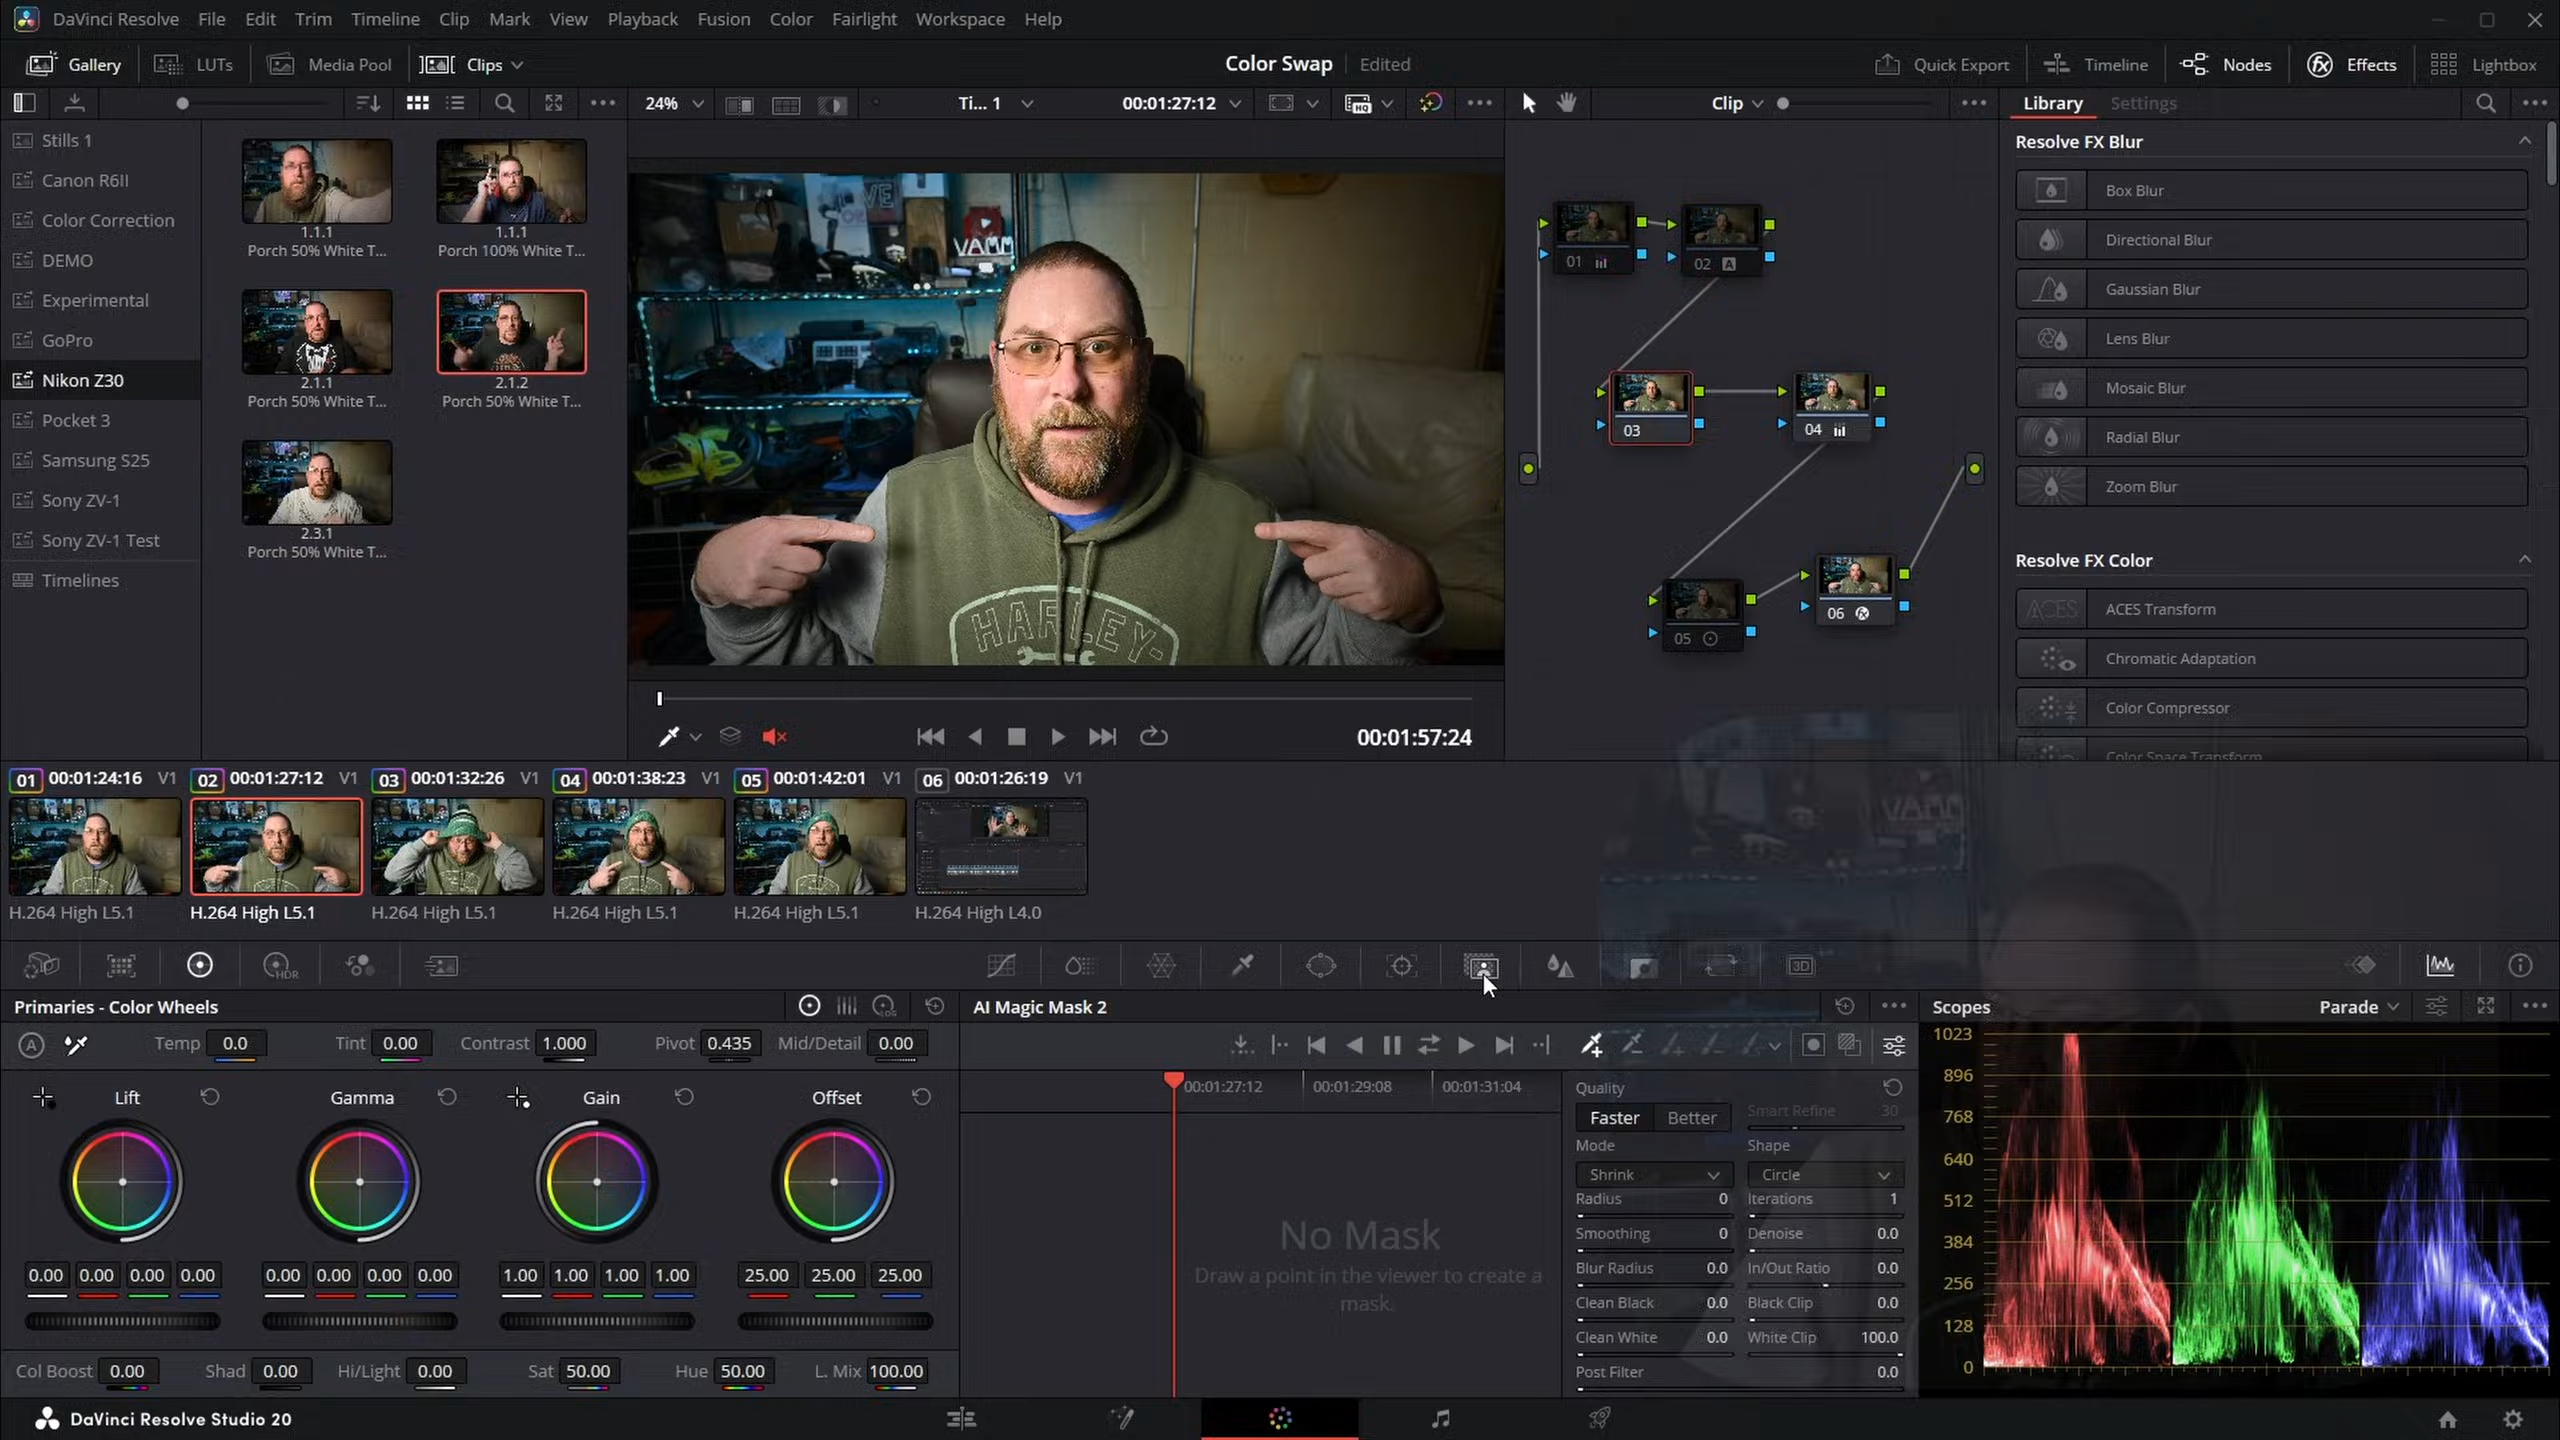 DaVinci Resolve File Edit Trim Timeline Clip Mark View Playback Fusion Color Fairlight Workspace Help
Gallery LUTs Media Pool Clips Color Swap Edited Quick Export Timeline Nodes Effects Lightbox
24% Ti... 1 00:01:27:12 Clip Library Settings
Stills 1
Canon R6II
Color Correction
DEMO
Experimental
GoPro
Nikon Z30
Pocket 3
Samsung S25
Sony ZV-1
Sony ZV-1 Test
Timelines
1.1.1
Porch 50% White T...
1.1.1
Porch 100% White T...
2.1.1
Porch 50% White T...
2.1.2
Porch 50% White T...
2.3.1
Porch 50% White T...
VAMM
HARLEY-
00:01:57:24
01
02 A
03
04
05
06
Resolve FX Blur
Box Blur
Directional Blur
Gaussian Blur
Lens Blur
Mosaic Blur
Radial Blur
Zoom Blur
Resolve FX Color
ACES ACES Transform
Chromatic Adaptation
Color Compressor
Color Space Transform
01 00:01:24:16 V1 02 00:01:27:12 V1 03 00:01:32:26 V1 04 00:01:38:23 V1 05 00:01:42:01 V1 06 00:01:26:19 V1
H.264 High L5.1 H.264 High L5.1 H.264 High L5.1 H.264 High L5.1 H.264 High L5.1 H.264 High L4.0
HDR 3D
Primaries - Color Wheels LOG
A Temp 0.0 Tint 0.00 Contrast 1.000 Pivot 0.435 Mid/Detail 0.00
Lift Gamma Gain Offset
0.00 0.00 0.00 0.00 0.00 0.00 0.00 0.00 1.00 1.00 1.00 1.00 25.00 25.00 25.00
Col Boost 0.00 Shad 0.00 Hi/Light 0.00 Sat 50.00 Hue 50.00 L. Mix 100.00
AI Magic Mask 2
00:01:27:12 00:01:29:08 00:01:31:04
No Mask
Draw a point in the viewer to create a
mask.
Quality
Faster Better Smart Refine 30
Mode Shape
Shrink Circle
Radius 0 Iterations 1
Smoothing 0 Denoise 0.0
Blur Radius 0.0 In/Out Ratio 0.0
Clean Black 0.0 Black Clip 0.0
Clean White 0.0 White Clip 100.0
Post Filter 0.0
Scopes Parade
1023
896
768
640
512
384
256
128
0
DaVinci Resolve Studio 20